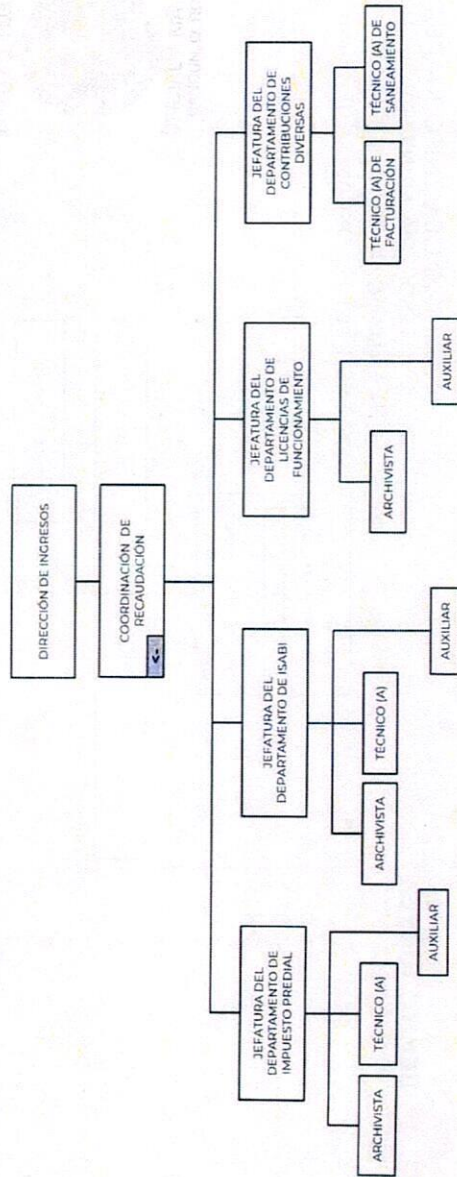 DIRECCIÓN DE INGRESOS
COORDINACIÓN DE
RECAUDACIÓN
<-
JEFATURA DEL
DEPARTAMENTO DE
IMPUESTO PREDIAL
ARCHIVISTA
TÉCNICO (A)
AUXILIAR
JEFATURA DEL
DEPARTAMENTO DE ISABI
ARCHIVISTA
TÉCNICO (A)
AUXILIAR
JEFATURA DEL
DEPARTAMENTO DE
LICENCIAS DE
FUNCIONAMIENTO
ARCHIVISTA
AUXILIAR
JEFATURA DEL
DEPARTAMENTO DE
CONTRIBUCIONES
DIVERSAS
TÉCNICO (A) DE
FACTURACIÓN
TÉCNICO (A) DE
SANEAMIENTO